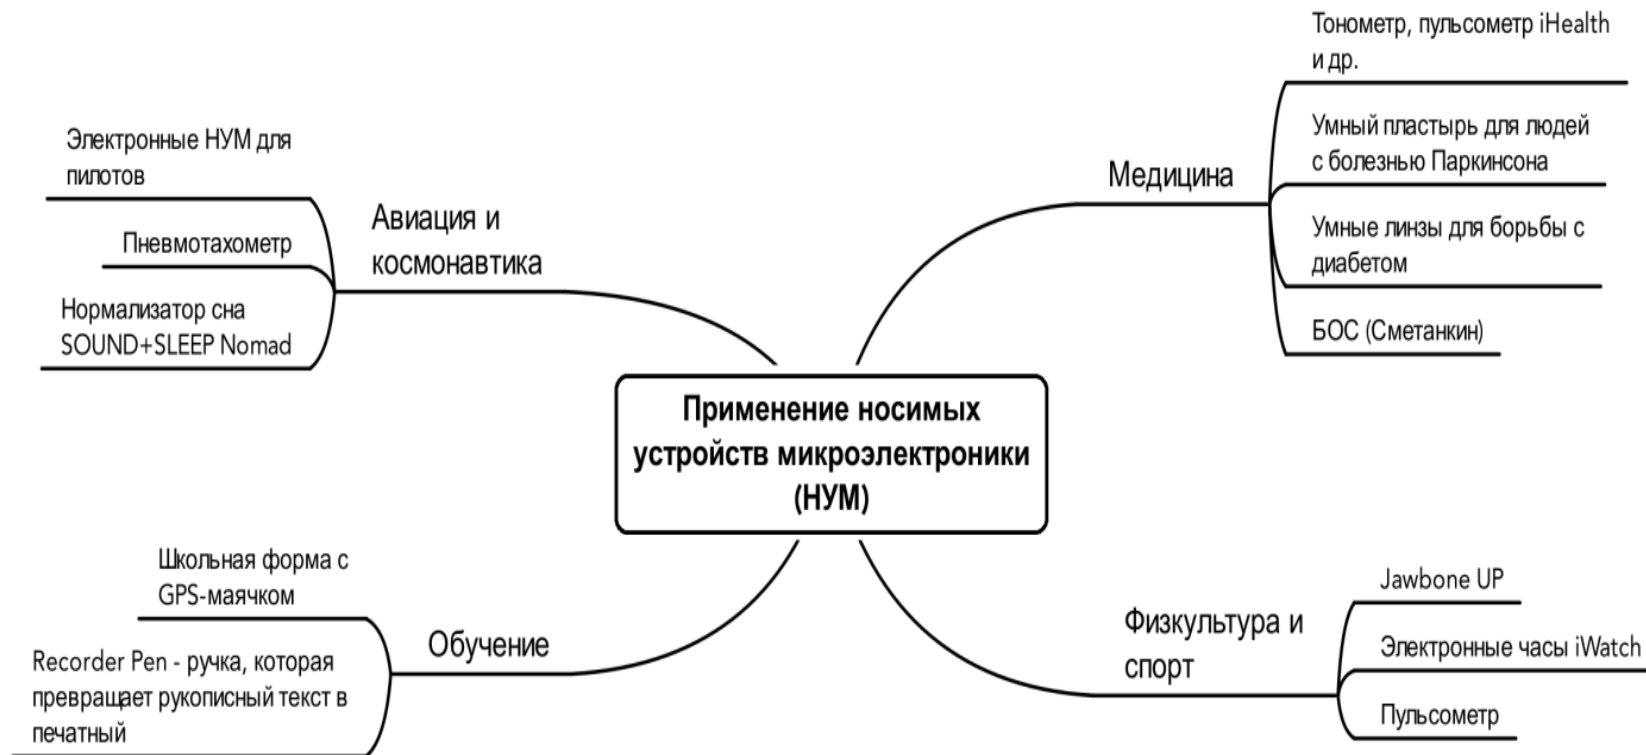 Применение носимых
устройств микроэлектроники
(НУМ)
Медицина
Тонометр, пульсометр iHealth
и др.
Умный пластырь для людей
с болезнью Паркинсона
Умные линзы для борьбы с
диабетом
БОС (Сметанкин)
Физкультура и
спорт
Jawbone UP
Электронные часы iWatch
Пульсометр
Авиация и
космонавтика
Электронные НУМ для
пилотов
Пневмотахометр
Нормализатор сна
SOUND+SLEEP Nomad
Обучение
Школьная форма с
GPS-маячком
Recorder Pen - ручка, которая
превращает рукописный текст в
печатный